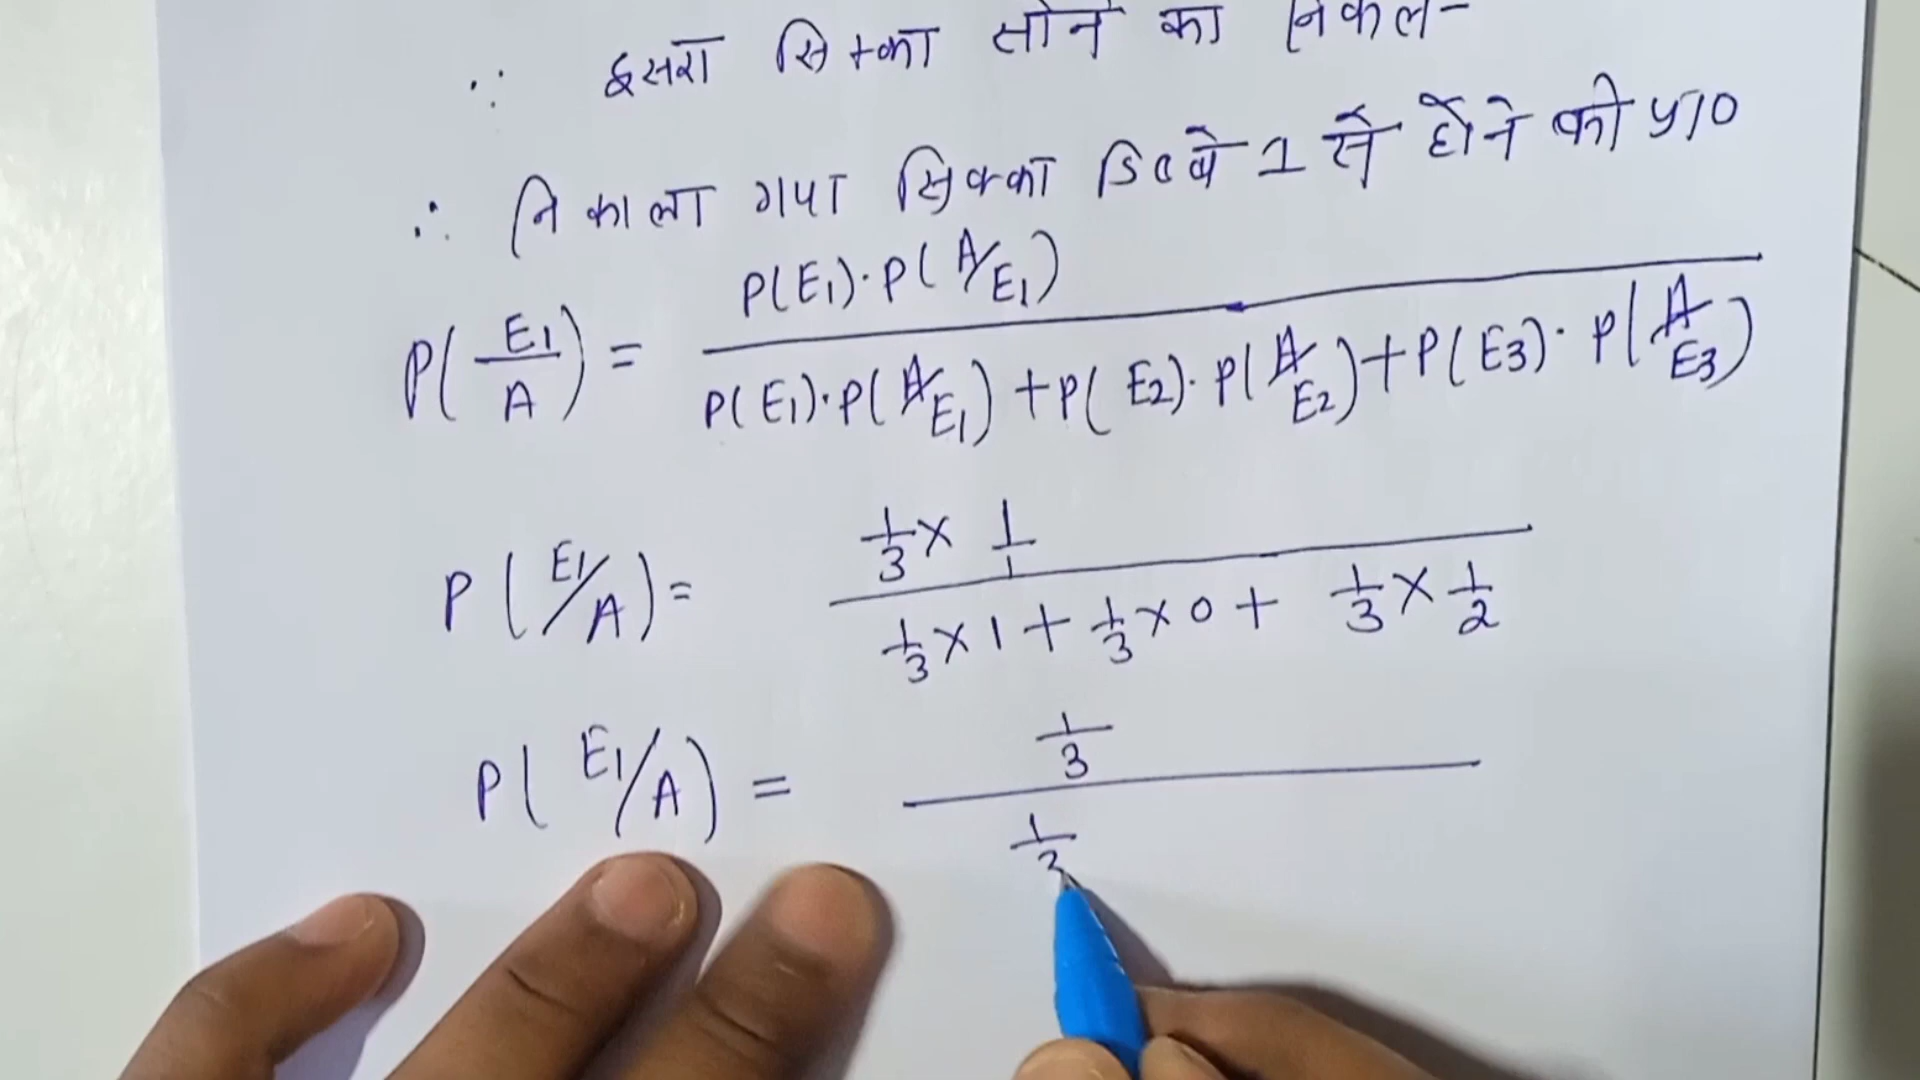 ∵ दुसरा सिक्का सोने का निकल-
∴ निकाला गया सिक्का डिब्बे 1 से होने की प्रा०
P(E1/A) = P(E1)·P(A/E1) / P(E1)·P(A/E1) + P(E2)·P(A/E2) + P(E3)·P(A/E3)
P(E1/A) = 1/3 × 1/1 / 1/3 × 1 + 1/3 × 0 + 1/3 × 1/2
P(E1/A) = 1/3 / 1/3